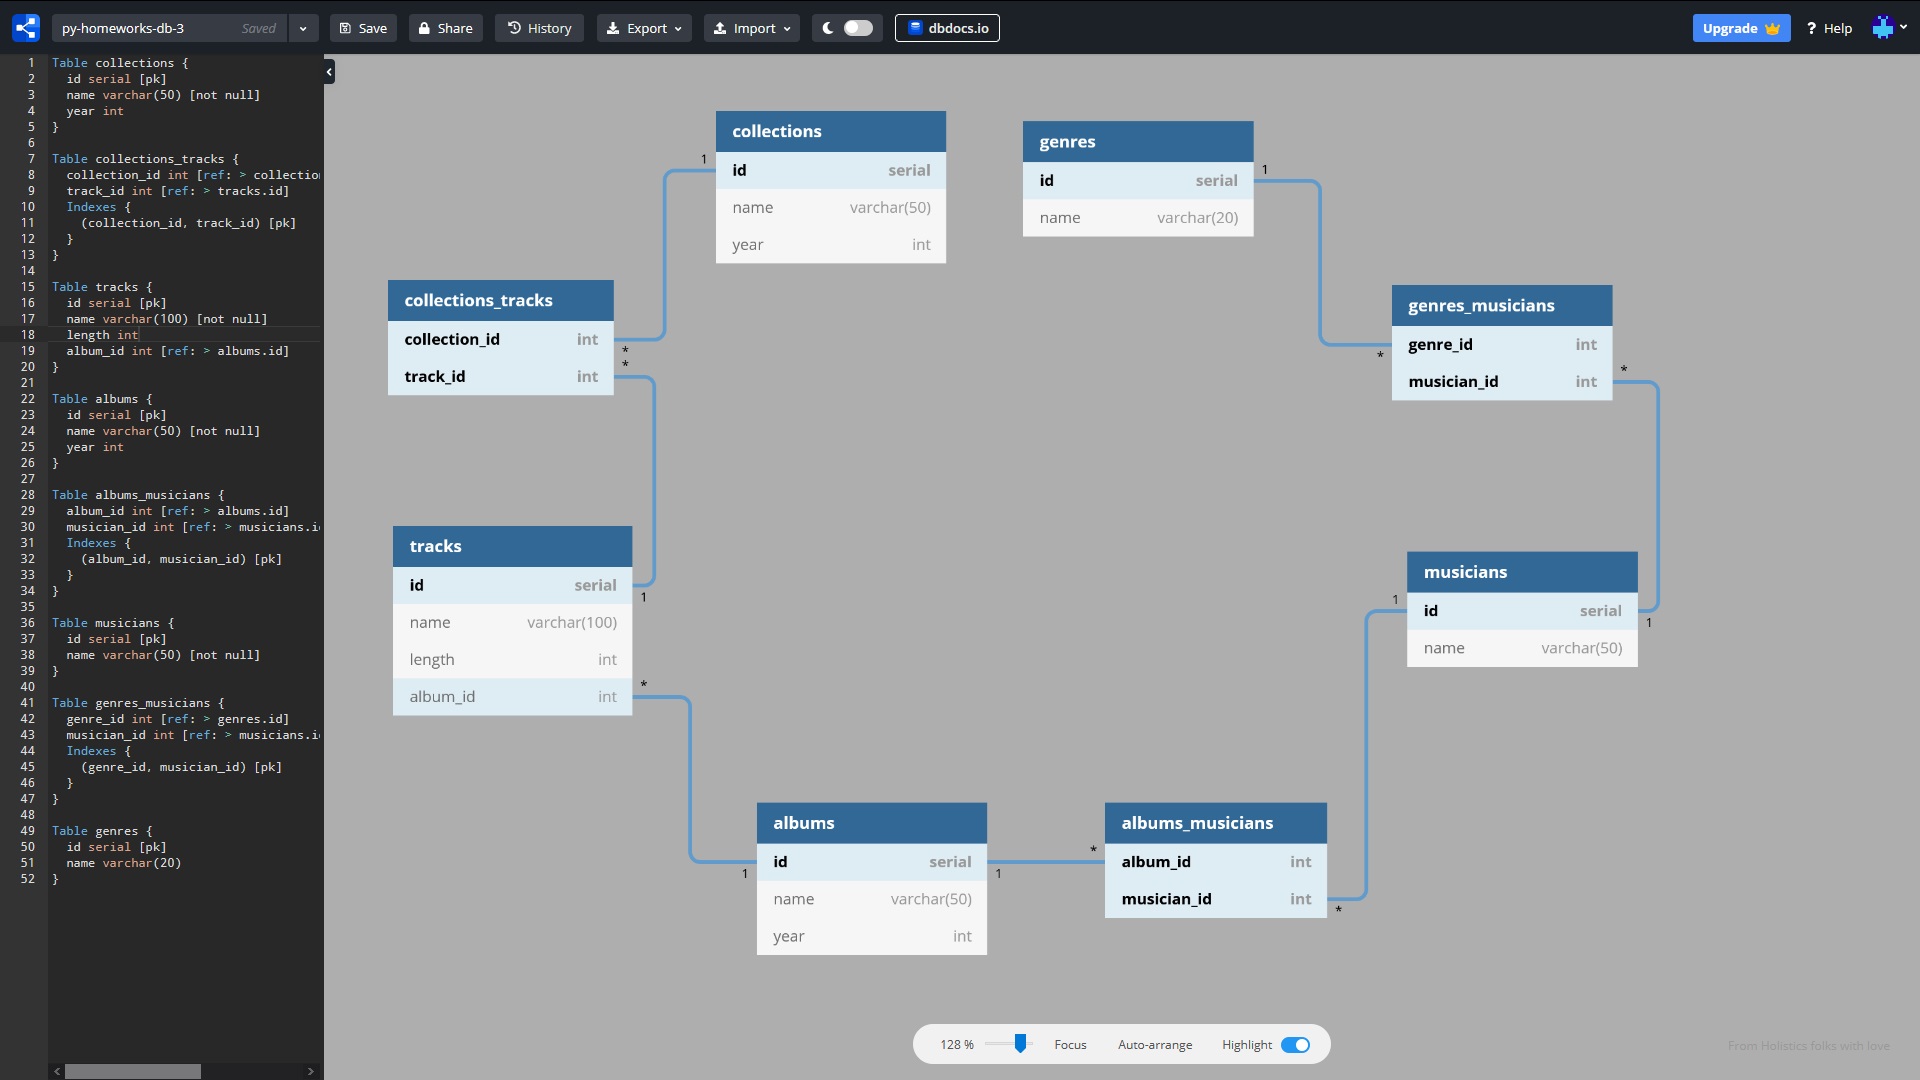 py-homeworks-db-3 Saved Save Share History Export Import dbdocs.io Upgrade ? Help
1 Table collections {
2 id serial [pk]
3 name varchar(50) [not null]
4 year int
5 }
6
7 Table collections_tracks {
8 collection_id int [ref: > collection
9 track_id int [ref: > tracks.id]
10 Indexes {
11 (collection_id, track_id) [pk]
12 }
13 }
14
15 Table tracks {
16 id serial [pk]
17 name varchar(100) [not null]
18 length int
19 album_id int [ref: > albums.id]
20 }
21
22 Table albums {
23 id serial [pk]
24 name varchar(50) [not null]
25 year int
26 }
27
28 Table albums_musicians {
29 album_id int [ref: > albums.id]
30 musician_id int [ref: > musicians.i
31 Indexes {
32 (album_id, musician_id) [pk]
33 }
34 }
35
36 Table musicians {
37 id serial [pk]
38 name varchar(50) [not null]
39 }
40
41 Table genres_musicians {
42 genre_id int [ref: > genres.id]
43 musician_id int [ref: > musicians.i
44 Indexes {
45 (genre_id, musician_id) [pk]
46 }
47 }
48
49 Table genres {
50 id serial [pk]
51 name varchar(20)
52 }
collections
1
id serial
name varchar(50)
year int
genres
id serial
1
name varchar(20)
collections_tracks
collection_id int
*
*
track_id int
genres_musicians
genre_id int
*
musician_id int
*
tracks
id serial
1
name varchar(100)
length int
album_id int
*
musicians
1
id serial
1
name varchar(50)
albums
id serial
1
1
name varchar(50)
year int
albums_musicians
*
album_id int
musician_id int
*
128 % Focus Auto-arrange Highlight
From Holistics folks with love